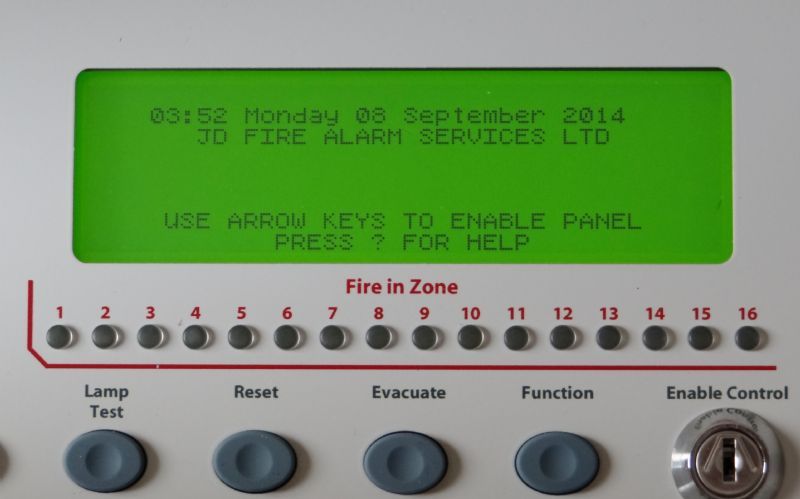 03:52 Monday 08 September 2014
JD FIRE ALARM SERVICES LTD
USE ARROW KEYS TO ENABLE PANEL
PRESS ? FOR HELP
Fire in Zone
1 2 3 4 5 6 7 8 9 10 11 12 13 14 15 16
Lamp Test
Reset
Evacuate
Function
Enable Control
Enable Control